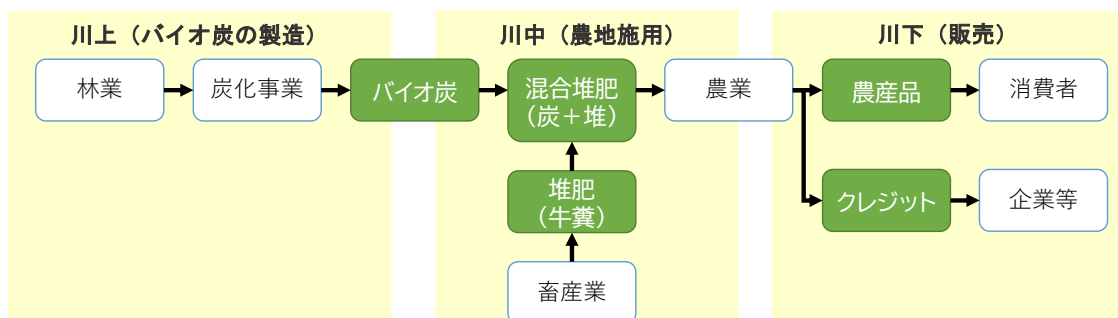 川上（バイオ炭の製造）
川中（農地施用）
川下（販売）
林業
炭化事業
バイオ炭
混合堆肥
（炭＋堆）
農業
農産品
消費者
堆肥
（牛糞）
クレジット
企業等
畜産業